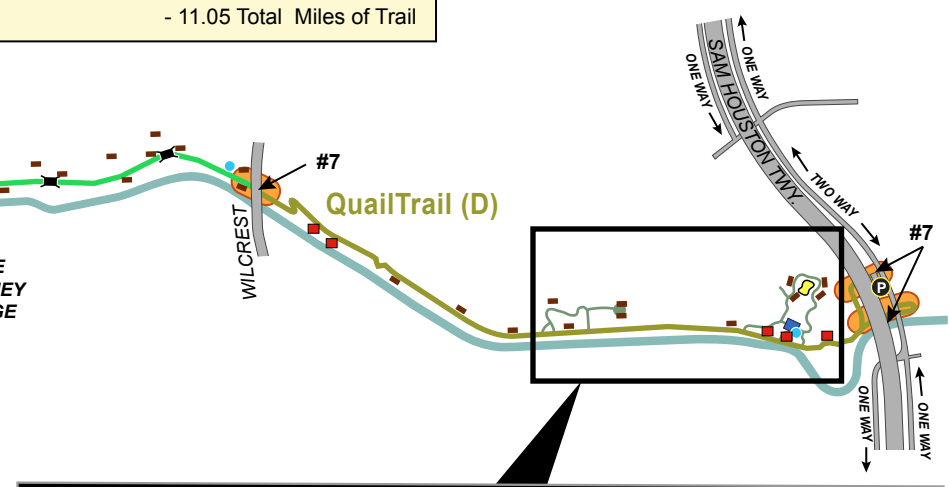 - 11.05 Total Miles of Trail
SAM HOUSTON TWY.
ONE WAY
ONE WAY
#7
TWO WAY
QuailTrail (D)
WILCREST
#7
P
E
EY
GE
ONE WAY
ONE WAY